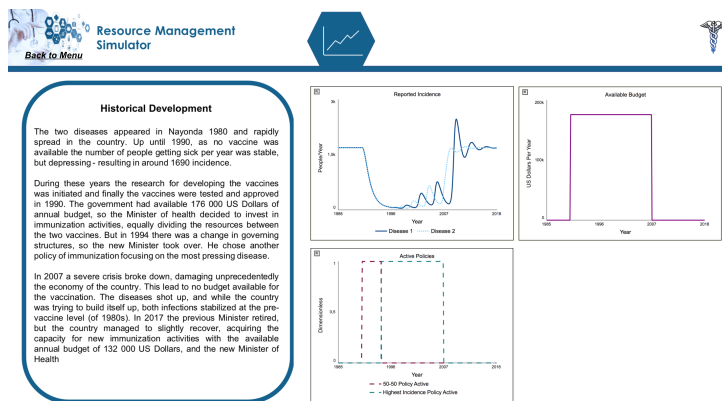 Resource Management
Simulator
Back to Menu
Historical Development
The two diseases appeared in Nayonda 1980 and rapidly
spread in the country. Up until 1990, as no vaccine was
available the number of people getting sick per year was stable,
but depressing - resulting in around 1690 incidence.
During these years the research for developing the vaccines
was initiated and finally the vaccines were tested and approved
in 1990. The government had available 176 000 US Dollars of
annual budget, so the Minister of health decided to invest in
immunization activities, equally dividing the resources between
the two vaccines. But in 1994 there was a change in governing
structures, so the new Minister took over. He chose another
policy of immunization focusing on the most pressing disease.
In 2007 a severe crisis broke down, damaging unprecedentedly
the economy of the country. This lead to no budget available for
the vaccination. The diseases shot up, and while the country
was trying to build itself up, both infections stabilized at the pre-
vaccine level (of 1980s). In 2017 the previous Minister retired,
but the country managed to slightly recover, acquiring the
capacity for new immunization activities with the available
annual budget of 132 000 US Dollars, and the new Minister of
Health
Reported Incidence
3k
1,5k
0
People/Year
1985 1996 2007 2018
Year
Disease 1 Disease 2
Available Budget
200k
100k
0
US Dollars Per Year
1985 1996 2007 2018
Year
Active Policies
1
0,5
0
Dimensionless
1985 1996 2007 2018
Year
50-50 Policy Active
Highest Incidence Policy Active